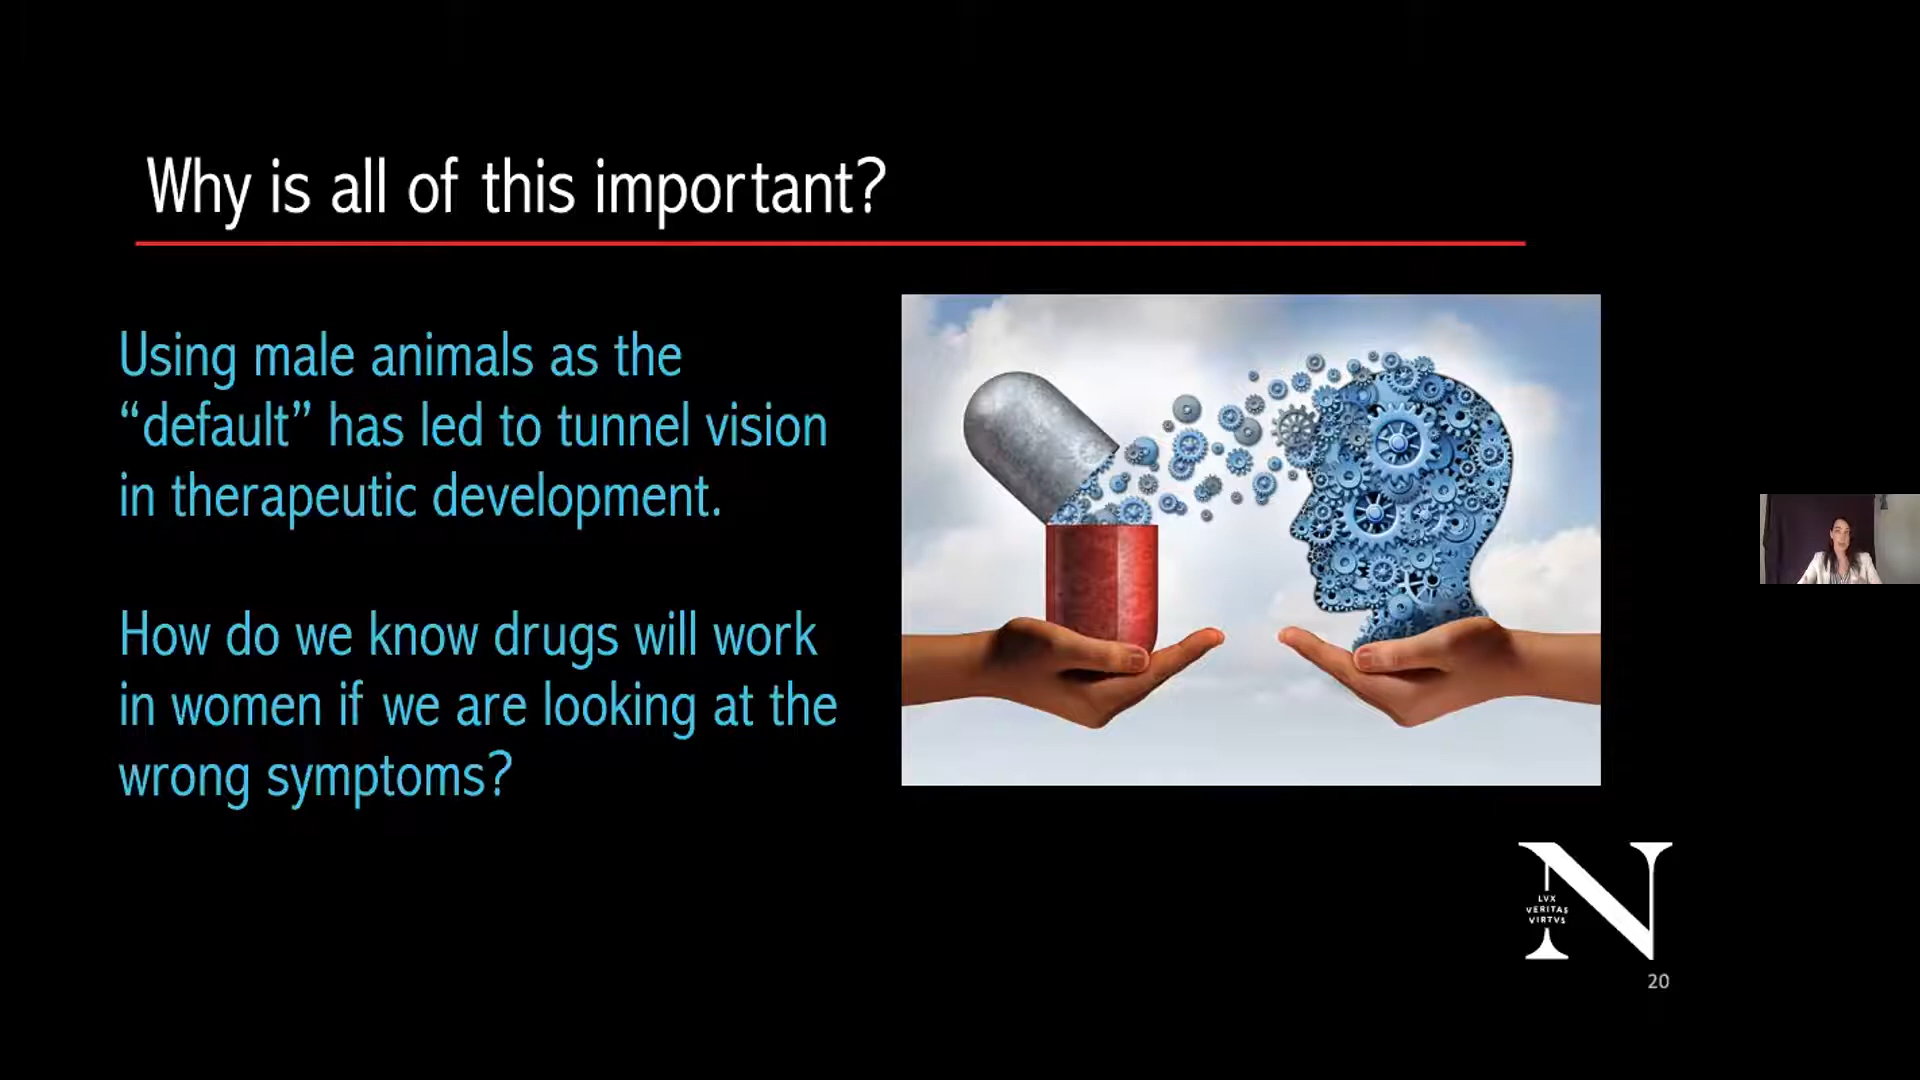 Why is all of this important?
Using male animals as the
“default” has led to tunnel vision
in therapeutic development.
How do we know drugs will work
in women if we are looking at the
wrong symptoms?
LVX
VERITAS
VIRTVS
N
20